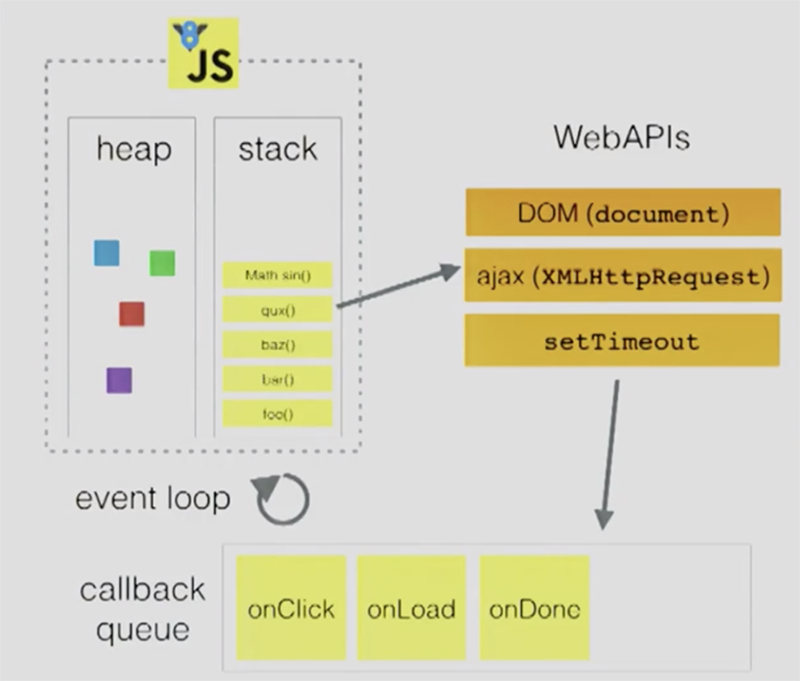 8
JS
heap
stack
Math sin()
qux()
baz()
bar()
foo()
WebAPIs
DOM (document)
ajax (XMLHttpRequest)
setTimeout
event loop
callback
queue
onClick
onLoad
onDone